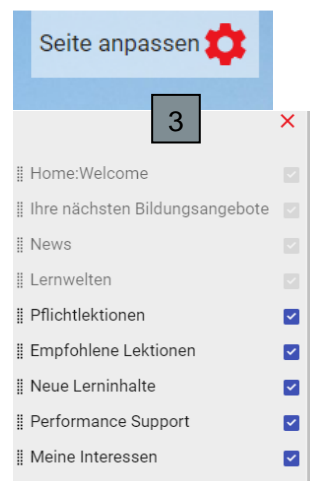 Seite anpassen
3
Home:Welcome
Ihre nächsten Bildungsangebote
News
Lernwelten
Pflichtlektionen
Empfohlene Lektionen
Neue Lerninhalte
Performance Support
Meine Interessen